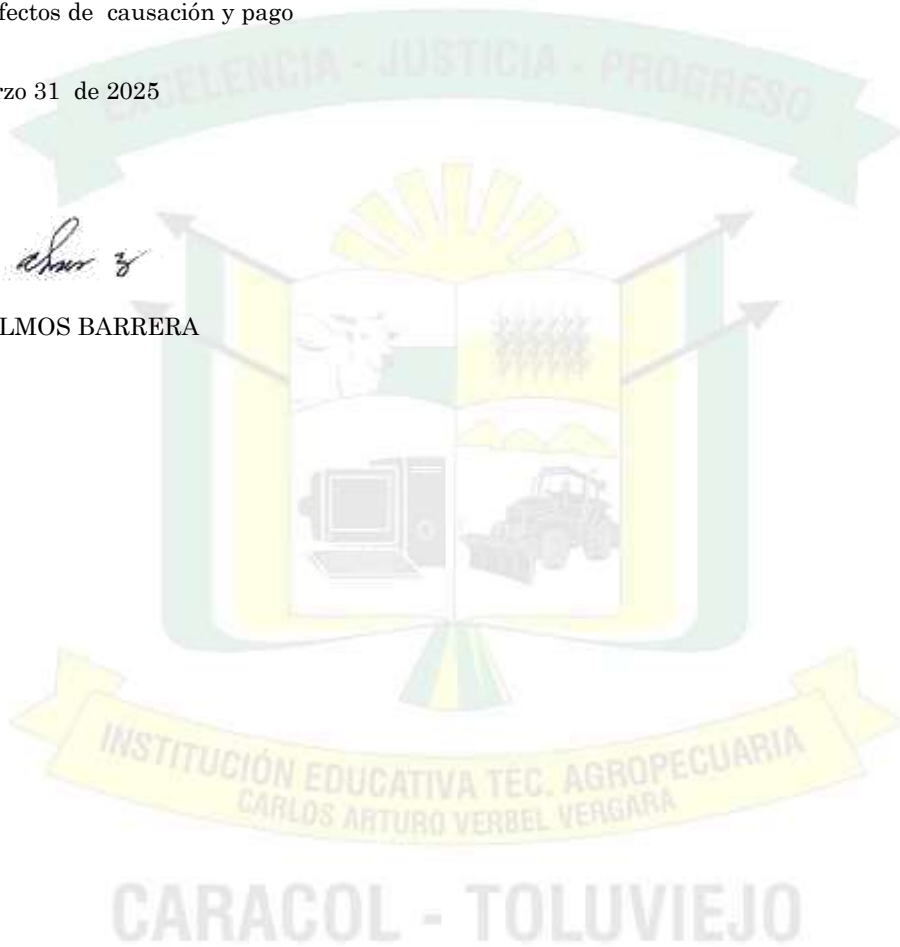 fectos de causación y pago
EXCELENCIA - JUSTICIA - PROGRESO
rzo 31 de 2025
LMOS BARRERA
INSTITUCIÓN EDUCATIVA TEC. AGROPECUARIA
CARLOS ARTURO VERBEL VERGARA
CARACOL - TOLUVIEJO